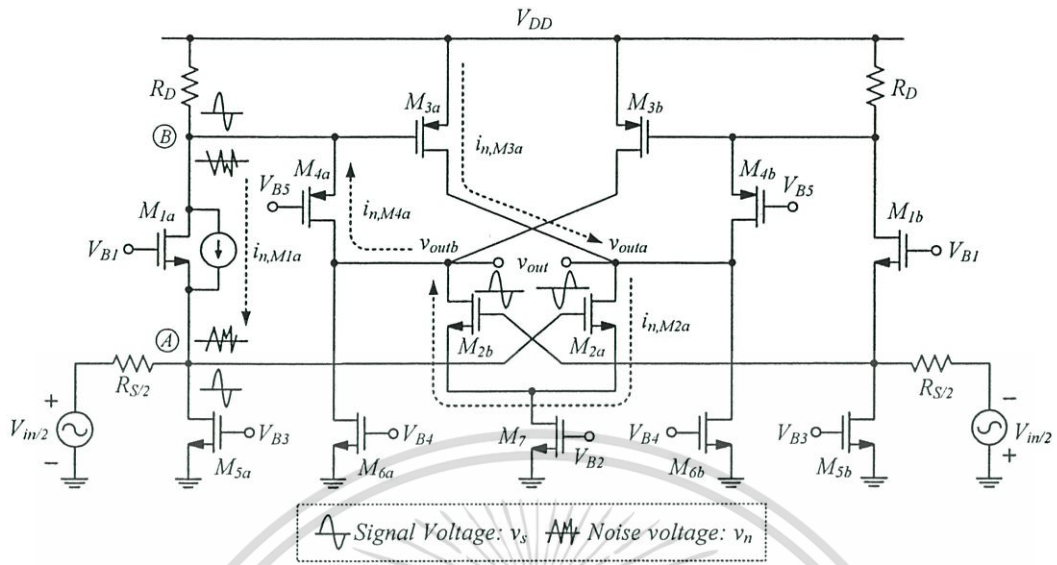 V_DD
R_D
R_D
M_3a
M_3b
B
i_n,M3a
M_4a
M_4b
V_B5
V_B5
i_n,M4a
M_1a
M_1b
V_B1
V_B1
i_n,M1a
v_outb
v_out
v_outa
i_n,M2a
A
M_2b
M_2a
R_S/2
R_S/2
+
V_in/2
−
−
V_in/2
+
V_B3
V_B4
M_7
V_B2
V_B4
V_B3
M_5a
M_6a
M_6b
M_5b
Signal Voltage: v_s
Noise voltage: v_n